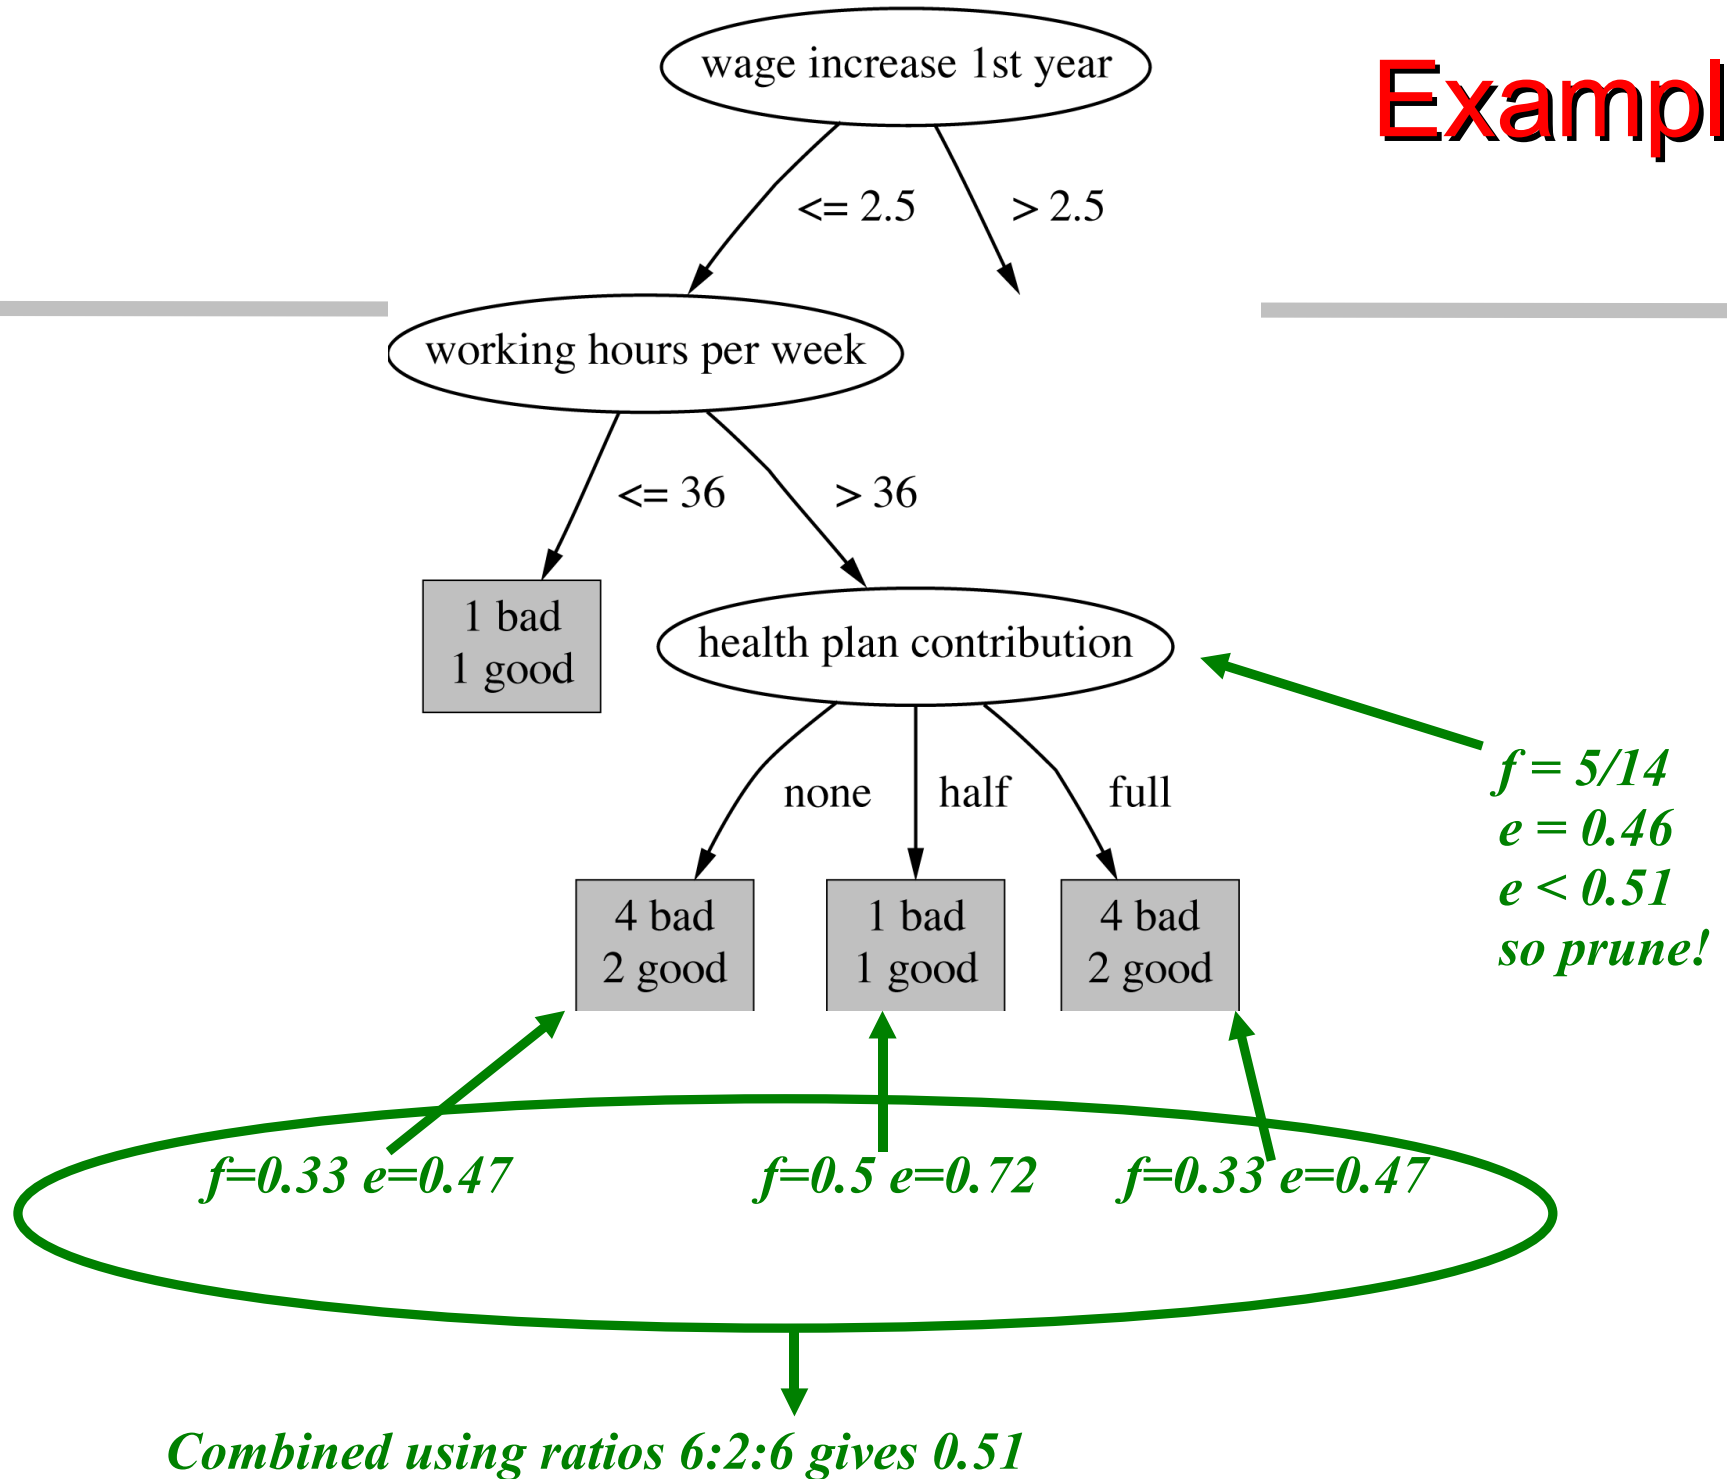 wage increase 1st year
Exampl
<= 2.5
> 2.5
working hours per week
<= 36
> 36
1 bad
1 good
health plan contribution
none
half
full
f = 5/14
e = 0.46
e < 0.51
so prune!
4 bad
2 good
1 bad
1 good
4 bad
2 good
f=0.33 e=0.47
f=0.5 e=0.72
f=0.33 e=0.47
Combined using ratios 6:2:6 gives 0.51